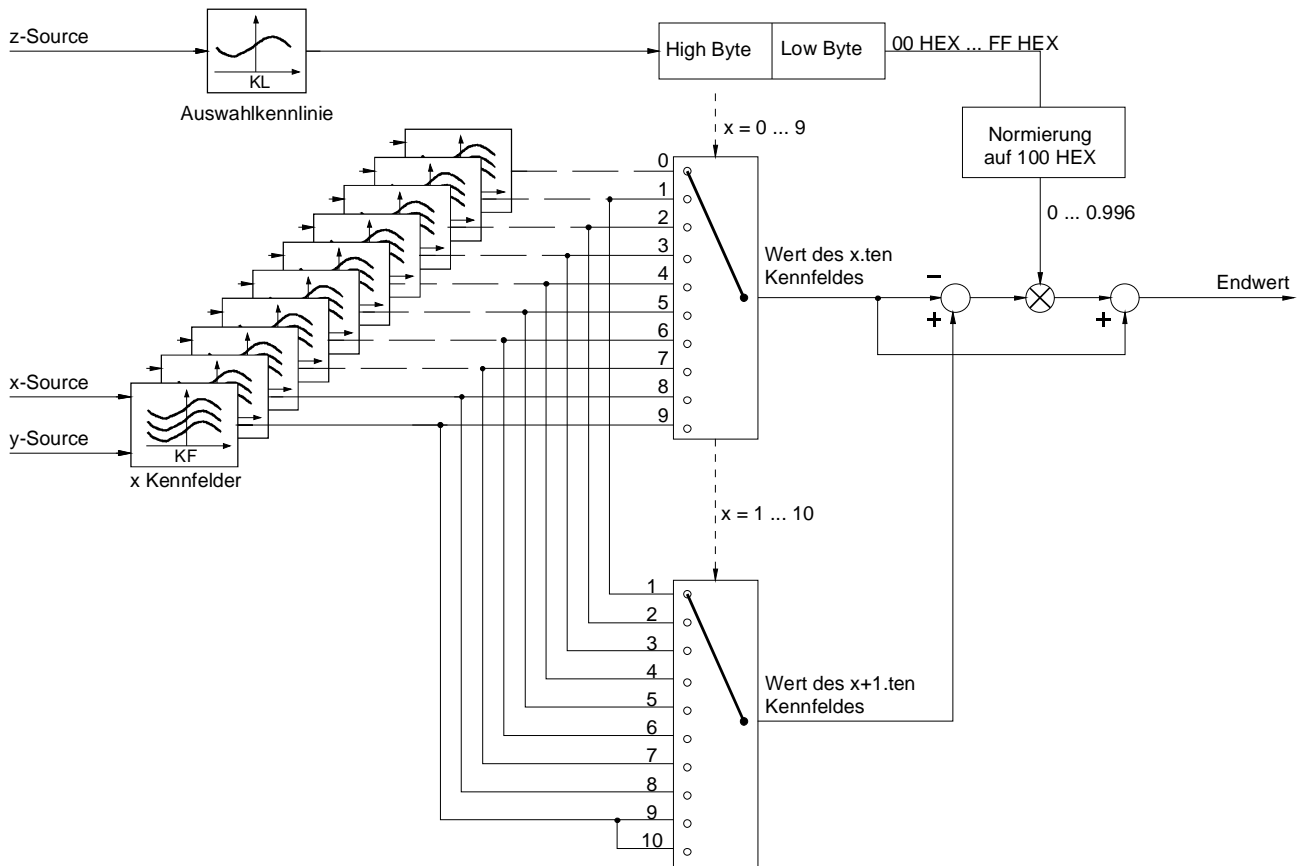 z-Source
KL
Auswahlkennlinie
High Byte
Low Byte
00 HEX ... FF HEX
x = 0 ... 9
Normierung
auf 100 HEX
0 ... 0.996
0
1
2
3
4
5
6
7
8
9
Wert des x.ten
Kennfeldes
–
+
+
Endwert
x-Source
y-Source
KF
x Kennfelder
x = 1 ... 10
1
2
3
4
5
6
7
8
9
10
Wert des x+1.ten
Kennfeldes